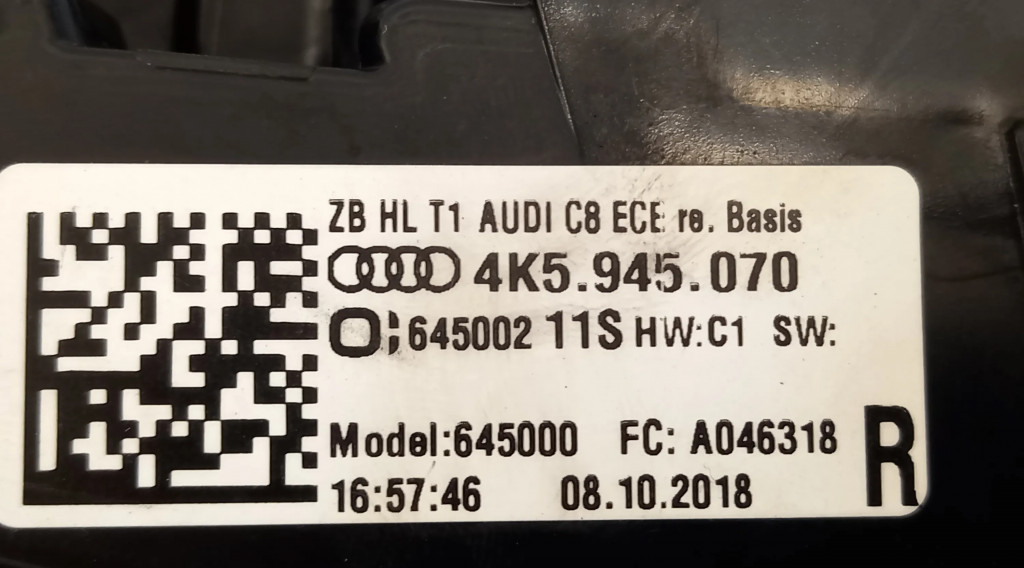 ZB HL T1 AUDI C8 ECE re. Basis
4K5.945.070
645002 11S HW:C1 SW:
Model:645000 FC: A046318
16:57:46 08.10.2018
R